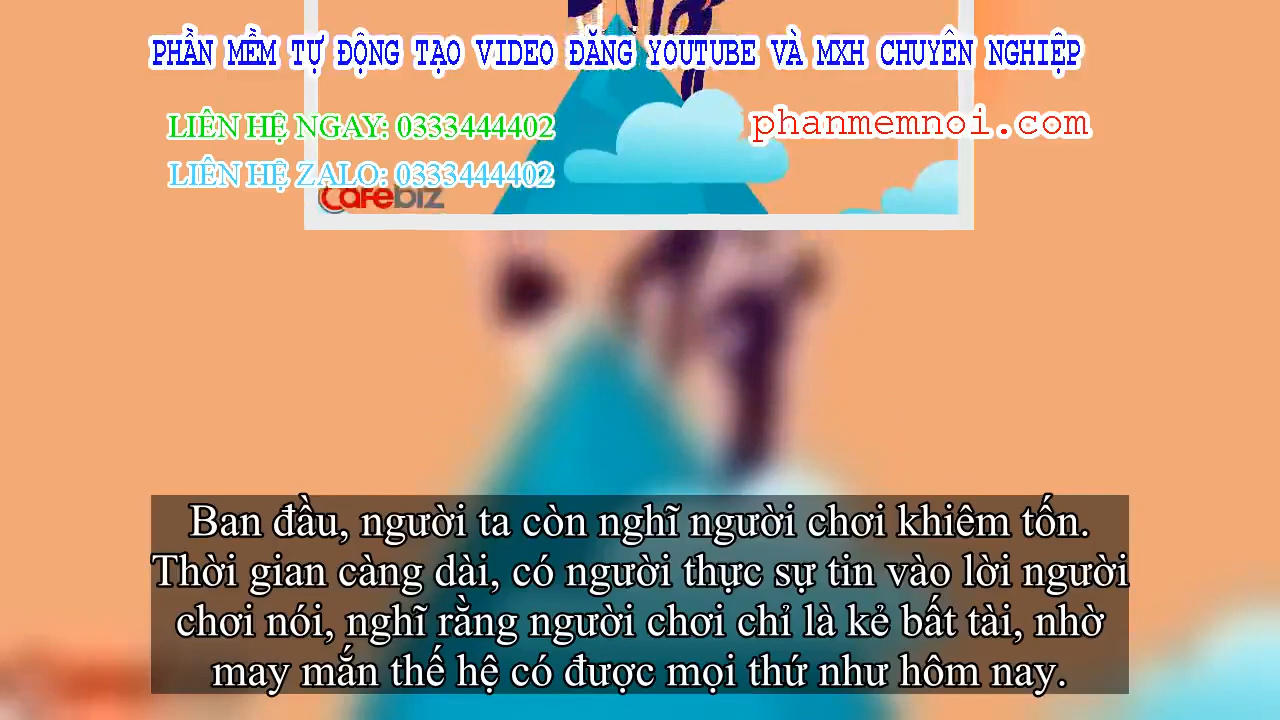 PHẦN MỀM TỰ ĐỘNG TẠO VIDEO ĐĂNG YOUTUBE VÀ MXH CHUYÊN NGHIỆP
LIÊN HỆ NGAY: 0333444402
phanmemnoi.com
LIÊN HỆ ZALO: 0333444402
Cafebiz
Ban đầu, người ta còn nghĩ người chơi khiêm tốn.
Thời gian càng dài, có người thực sự tin vào lời người
chơi nói, nghĩ rằng người chơi chỉ là kẻ bất tài, nhờ
may mắn thế hệ có được mọi thứ như hôm nay.